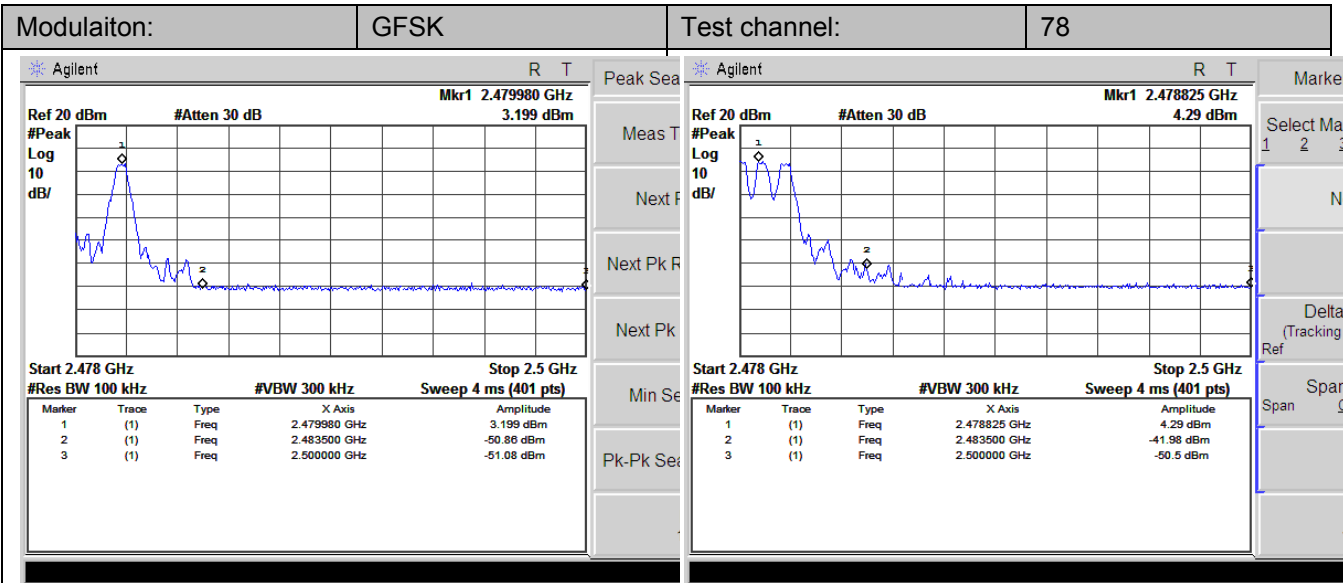 Modulaiton: GFSK Test channel: 78
Agilent R T
Mkr1 2.479980 GHz
Ref 20 dBm #Atten 30 dB 3.199 dBm
#Peak
Log
10
dB/
1
2
Start 2.478 GHz Stop 2.5 GHz
#Res BW 100 kHz #VBW 300 kHz Sweep 4 ms (401 pts)
Marker Trace Type X Axis Amplitude
1 (1) Freq 2.479980 GHz 3.199 dBm
2 (1) Freq 2.483500 GHz -50.86 dBm
3 (1) Freq 2.500000 GHz -51.08 dBm
Peak Sea
Meas T
Next
Next Pk R
Next Pk
Min Se
Pk-Pk Sea
Agilent R T
Mkr1 2.478825 GHz
Ref 20 dBm #Atten 30 dB 4.29 dBm
#Peak
Log
10
dB/
1
2
Start 2.478 GHz Stop 2.5 GHz
#Res BW 100 kHz #VBW 300 kHz Sweep 4 ms (401 pts)
Marker Trace Type X Axis Amplitude
1 (1) Freq 2.478825 GHz 4.29 dBm
2 (1) Freq 2.483500 GHz -41.98 dBm
3 (1) Freq 2.500000 GHz -50.5 dBm
Marke
Select Ma
1 2 3
N
Delta
(Tracking
Ref
Span
Span